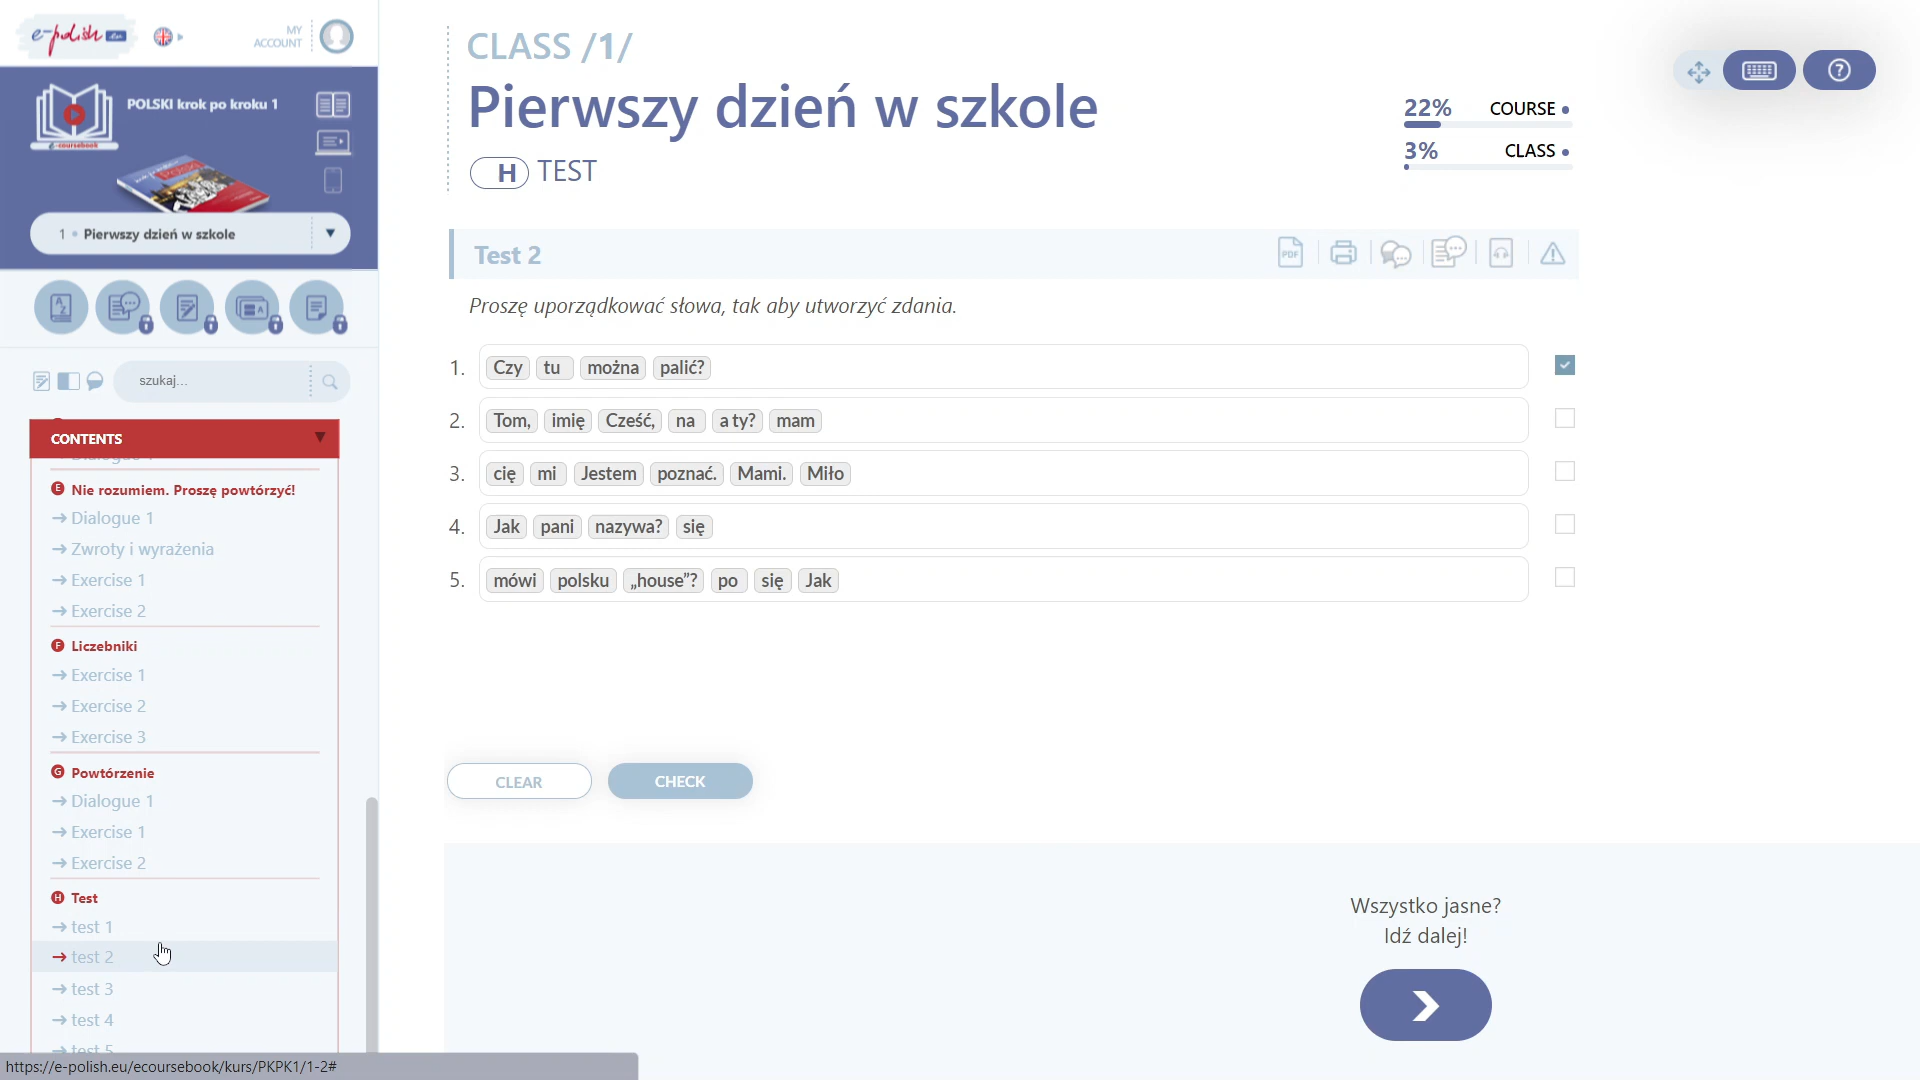 e-polish.eu
MY
ACCOUNT
POLSKI krok po kroku 1
e-coursebook
1 • Pierwszy dzień w szkole
szukaj...
CONTENTS
E Nie rozumiem. Proszę powtórzyć!
Dialogue 1
Zwroty i wyrażenia
Exercise 1
Exercise 2
F Liczebniki
Exercise 1
Exercise 2
Exercise 3
G Powtórzenie
Dialogue 1
Exercise 1
Exercise 2
H Test
test 1
test 2
test 3
test 4
test 5
https://e-polish.eu/ecoursebook/kurs/PKPK1/1-2#
CLASS /1/
Pierwszy dzień w szkole
H TEST
22% COURSE •
3% CLASS •
Test 2
PDF
Proszę uporządkować słowa, tak aby utworzyć zdania.
1. Czy tu można palić?
2. Tom, imię Cześć, na a ty? mam
3. cię mi Jestem poznać. Mami. Miło
4. Jak pani nazywa? się
5. mówi polsku „house”? po się Jak
CLEAR CHECK
Wszystko jasne?
Idź dalej!